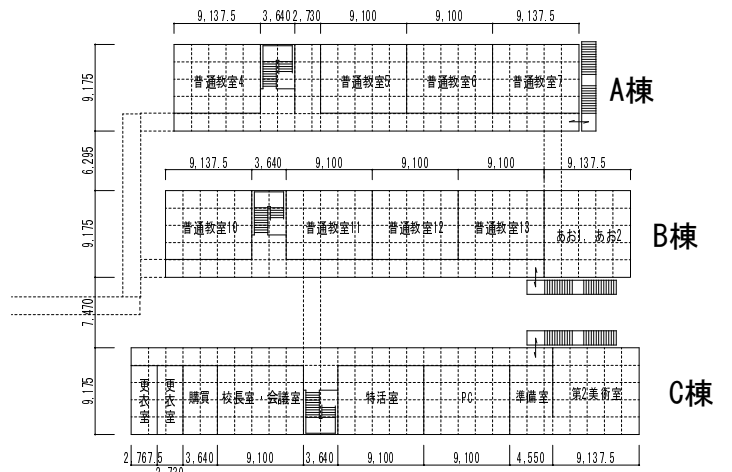 9,137.5 3,640 2,730 9,100 9,100 9,137.5
9.175
普通教室4 普通教室5 普通教室6 普通教室7
A棟
6.295
9,137.5 3,640 9,100 9,100 9,100 9,137.5
9.175
普通教室10 普通教室11 普通教室12 普通教室13 あお1, あお2
B棟
7.470
9.175
更衣室 更衣室 購買 校長室・会議室 特活室 PC 準備室 第2美術室
C棟
2,767.5 3,640 9,100 3,640 9,100 9,100 4,550 9,137.5
2,730